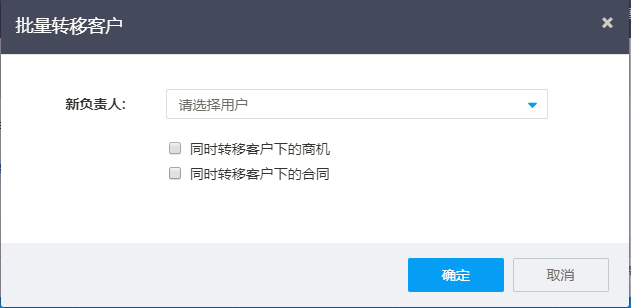 批量转移客户
新负责人:
请选择用户
同时转移客户下的商机
同时转移客户下的合同
确定
取消